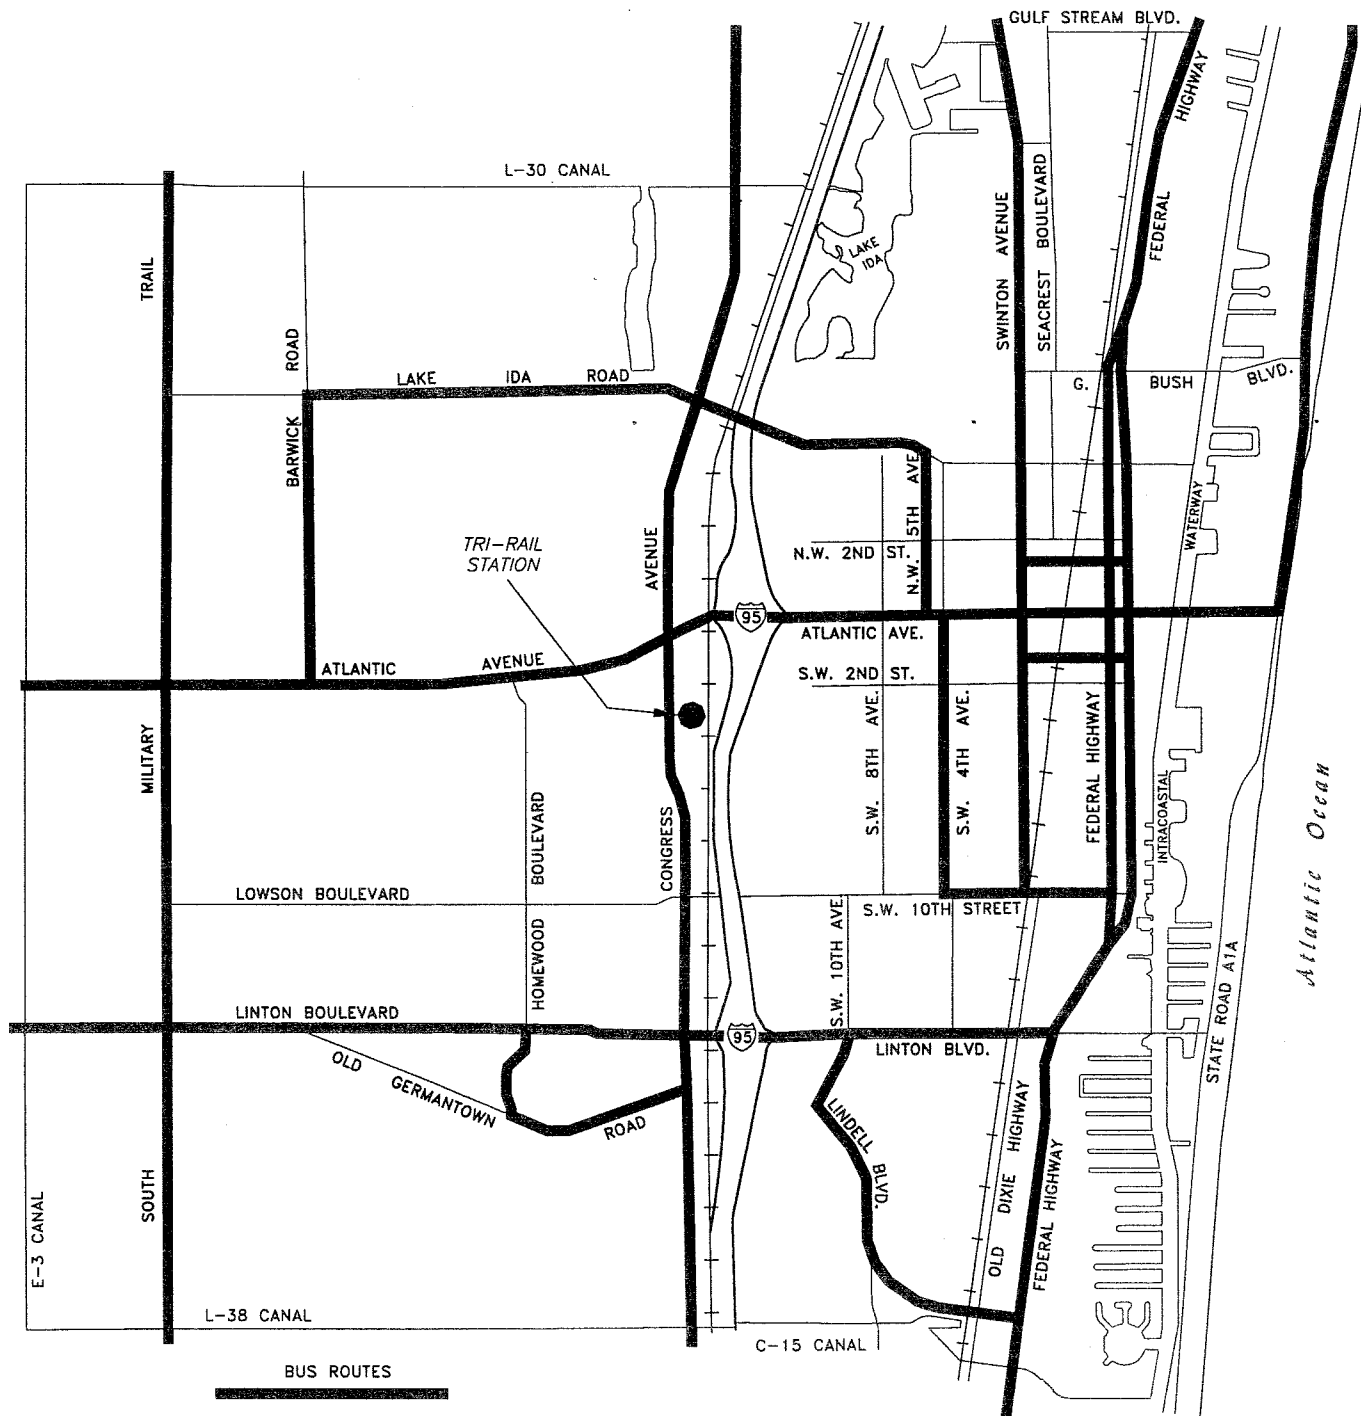 GULF STREAM BLVD.
HIGHWAY
FEDERAL
L-30 CANAL
SWINTON AVENUE
SEACREST BOULEVARD
LAKE
IDA
TRAIL
ROAD
BARWICK
LAKE IDA ROAD
G. BUSH BLVD.
N.W. 5TH AVE.
WATERWAY
TRI-RAIL
STATION
AVENUE
N.W. 2ND ST.
95
ATLANTIC AVE.
ATLANTIC AVENUE
S.W. 2ND ST.
MILITARY
S.W. 8TH AVE.
S.W. 4TH AVE.
FEDERAL HIGHWAY
INTRACOASTAL
Atlantic Ocean
BOULEVARD
CONGRESS
LOWSON BOULEVARD
S.W. 10TH AVE.
S.W. 10TH STREET
HOMEWOOD
STATE ROAD A1A
LINTON BOULEVARD
95
LINTON BLVD.
OLD GERMANTOWN ROAD
LINDELL BLVD.
OLD DIXIE HIGHWAY
FEDERAL HIGHWAY
SOUTH
E-3 CANAL
L-38 CANAL
C-15 CANAL
BUS ROUTES